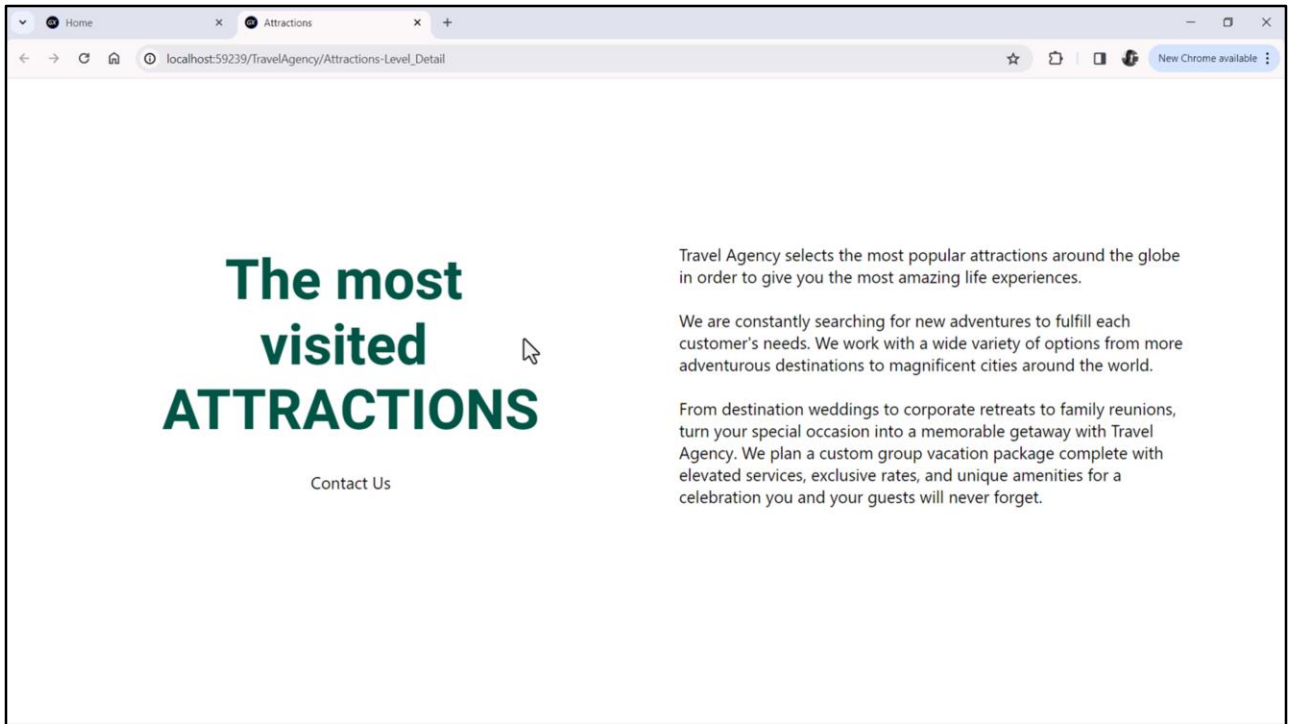 GX Home
GX Attractions
localhost:59239/TravelAgency/Attractions-Level_Detail
New Chrome available
The most
visited
ATTRACTIONS
Contact Us
Travel Agency selects the most popular attractions around the globe
in order to give you the most amazing life experiences.
We are constantly searching for new adventures to fulfill each
customer's needs. We work with a wide variety of options from more
adventurous destinations to magnificent cities around the world.
From destination weddings to corporate retreats to family reunions,
turn your special occasion into a memorable getaway with Travel
Agency. We plan a custom group vacation package complete with
elevated services, exclusive rates, and unique amenities for a
celebration you and your guests will never forget.